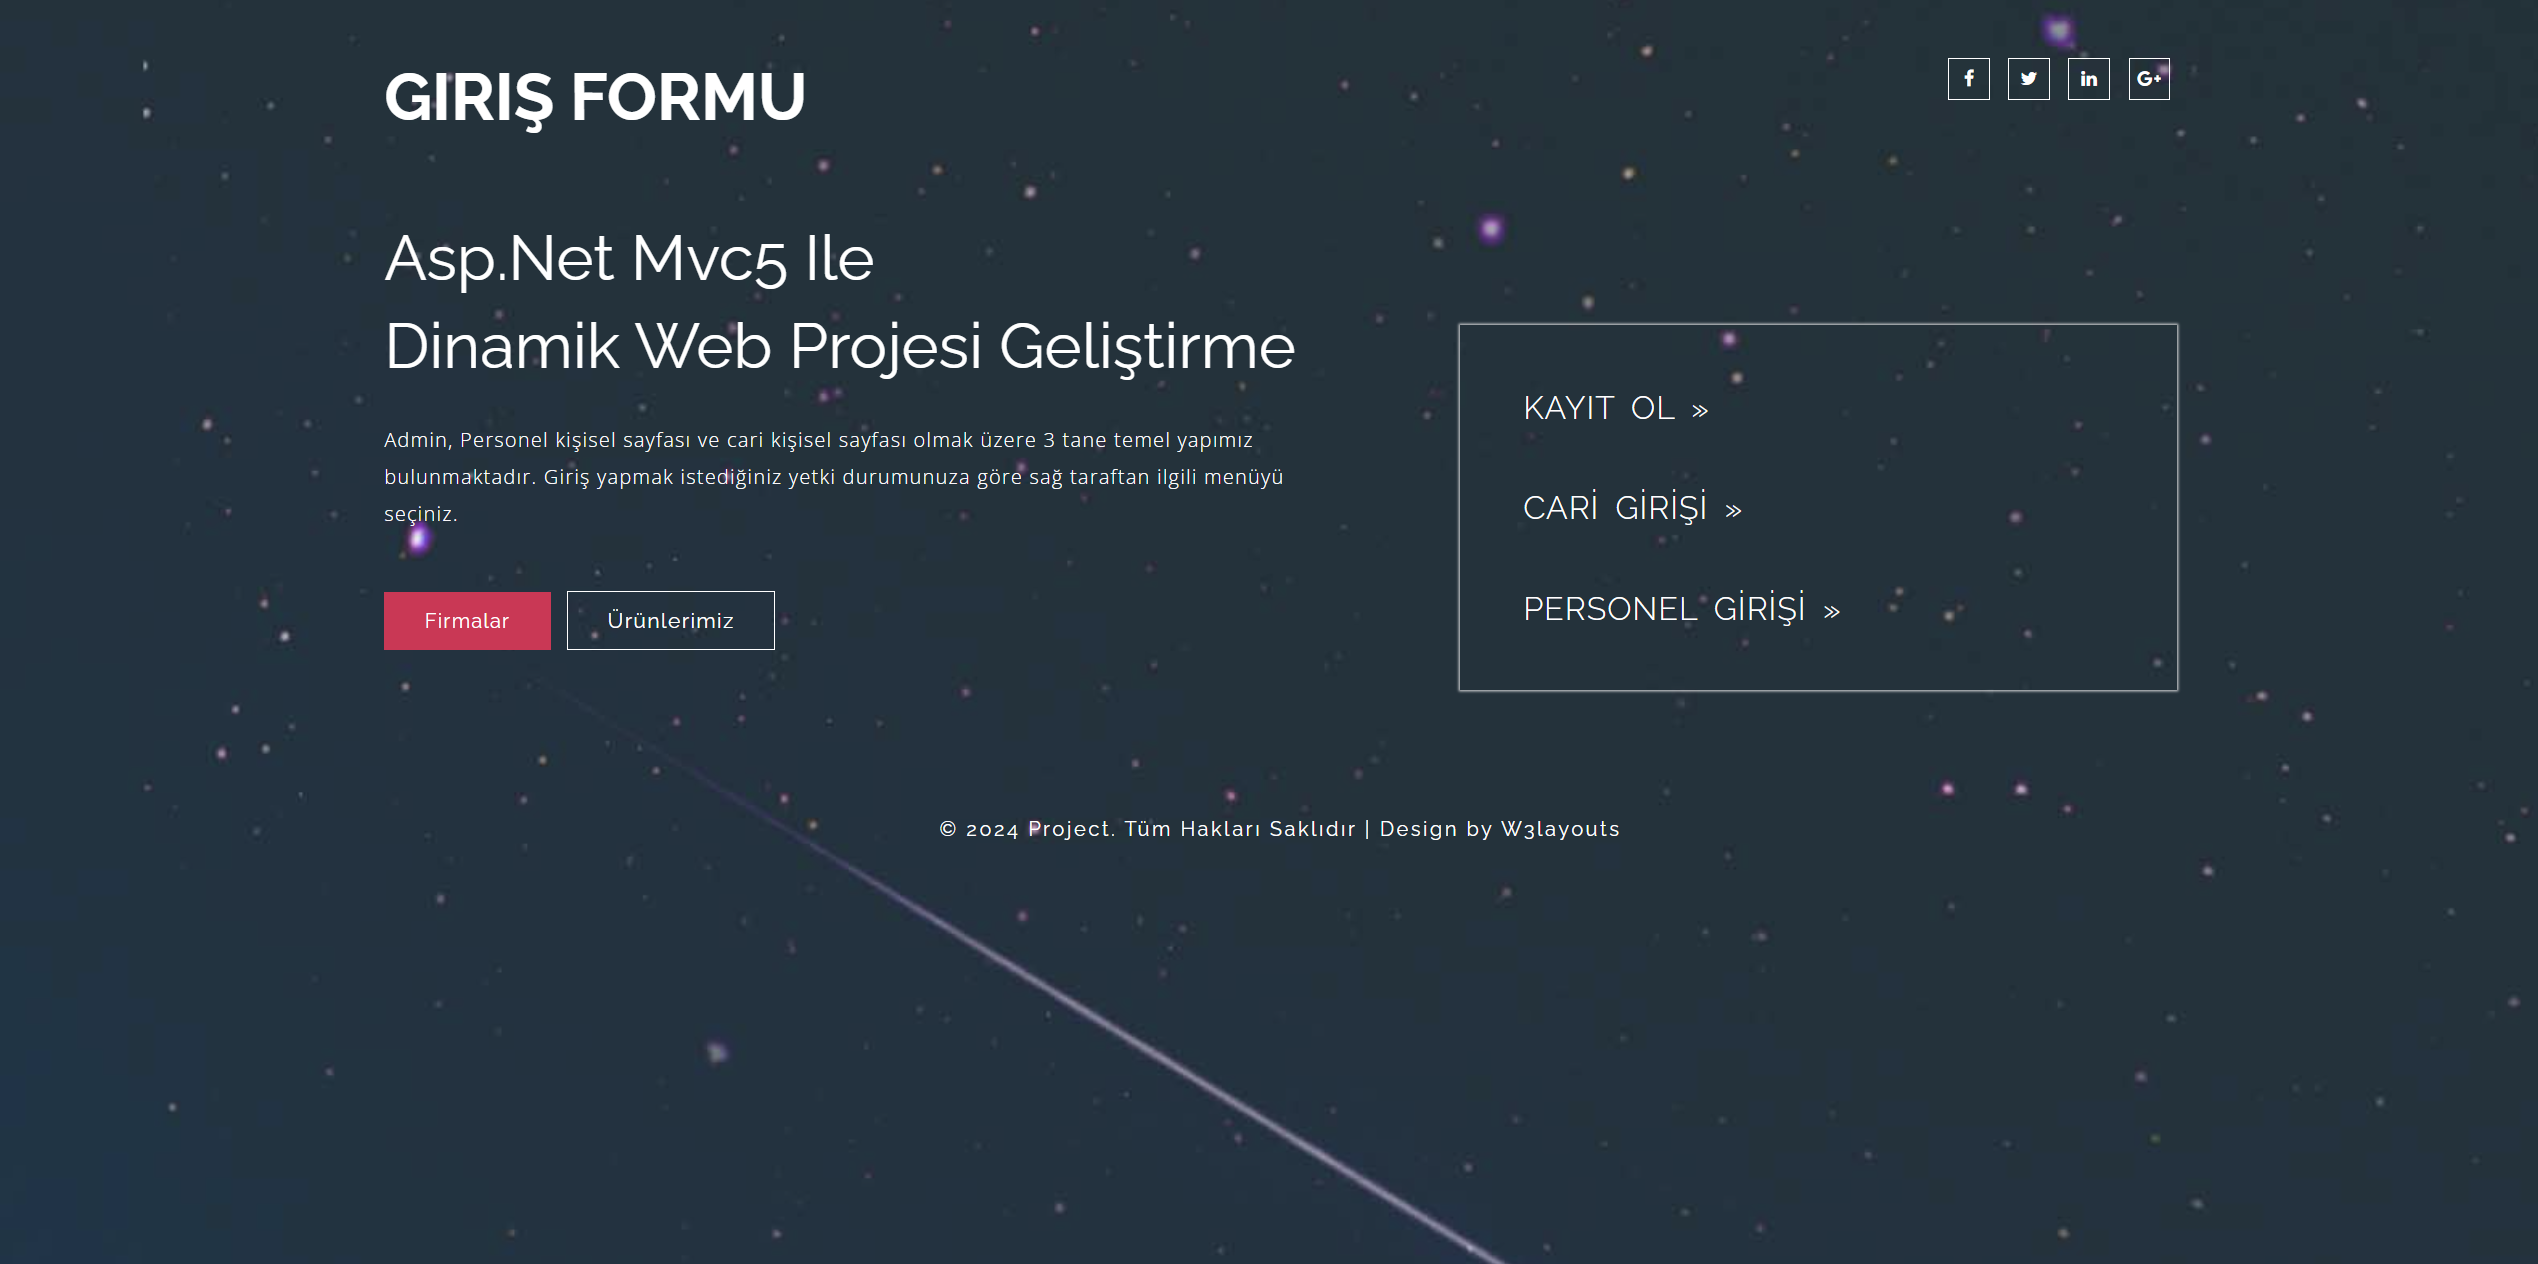 GIRIŞ FORMU
Asp.Net Mvc5 Ile
Dinamik Web Projesi Geliştirme
Admin, Personel kişisel sayfası ve cari kişisel sayfası olmak üzere 3 tane temel yapımız
bulunmaktadır. Giriş yapmak istediğiniz yetki durumunuza göre sağ taraftan ilgili menüyü
seçiniz.
Firmalar
Ürünlerimiz
KAYIT OL »
CARİ GİRİŞİ »
PERSONEL GİRİŞİ »
© 2024 Project. Tüm Hakları Saklıdır | Design by W3layouts